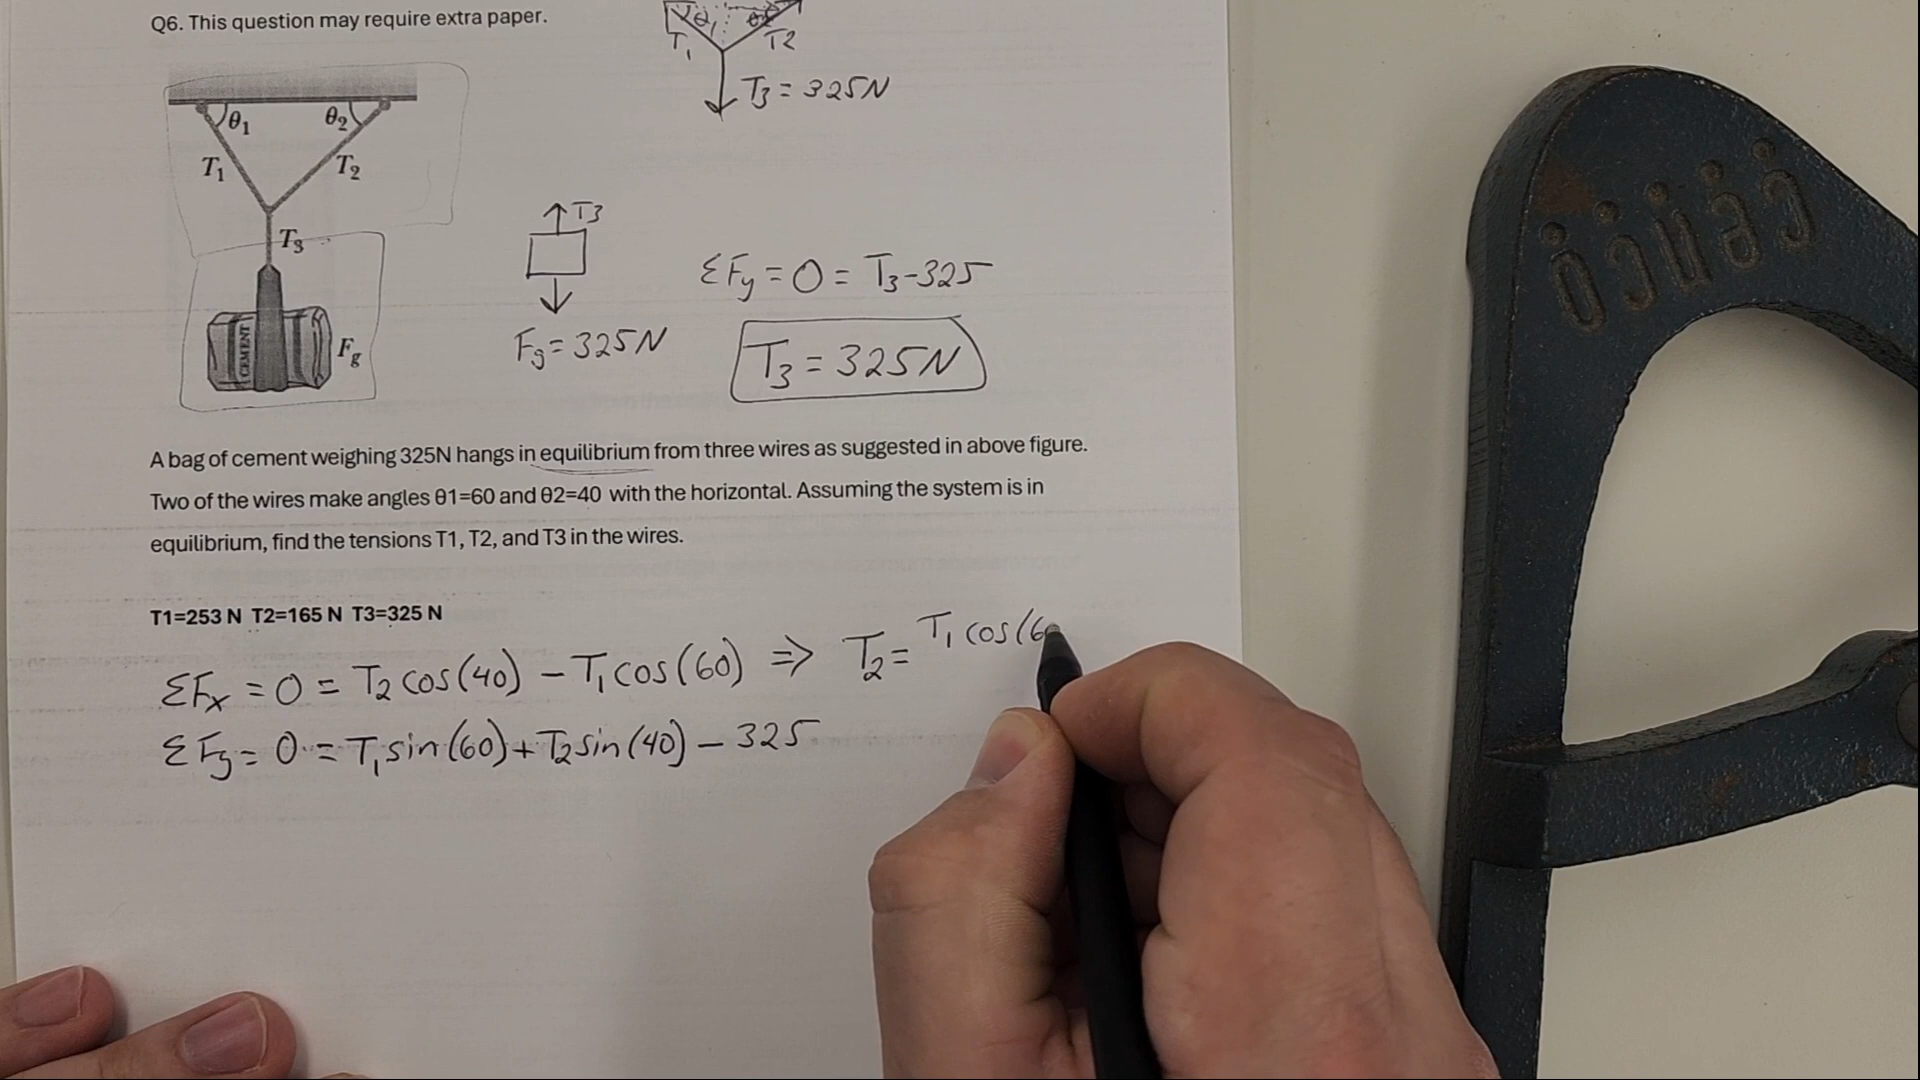 Q6. This question may require extra paper.
θ1 θ2
T1 T2
T3 = 325N
θ1 θ2
T1 T2
T3
CEMENT
Fg
T3
Fg = 325N
ΣFy = 0 = T3 - 325
T3 = 325N
A bag of cement weighing 325N hangs in equilibrium from three wires as suggested in above figure.
Two of the wires make angles θ1=60 and θ2=40 with the horizontal. Assuming the system is in
equilibrium, find the tensions T1, T2, and T3 in the wires.
T1=253 N T2=165 N T3=325 N
ΣFx = 0 = T2 cos(40) - T1 cos(60) ⇒ T2 = T1 cos(6
ΣFy = 0 = T1 sin(60) + T2 sin(40) - 325